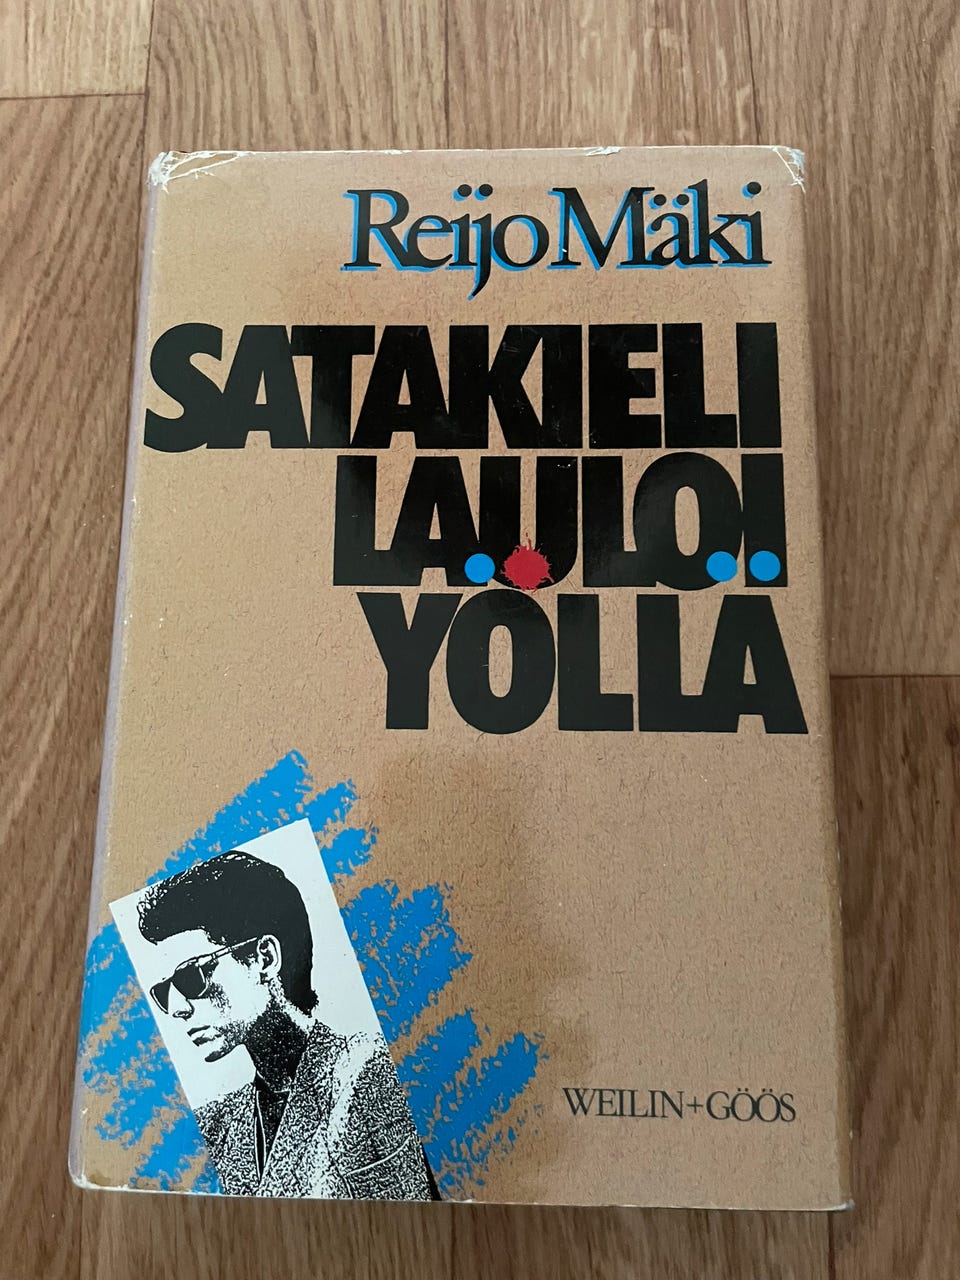 Reijo Mäki
SATAKIELI
LAULOI
YÖLLÄ
WEILIN+GÖÖS